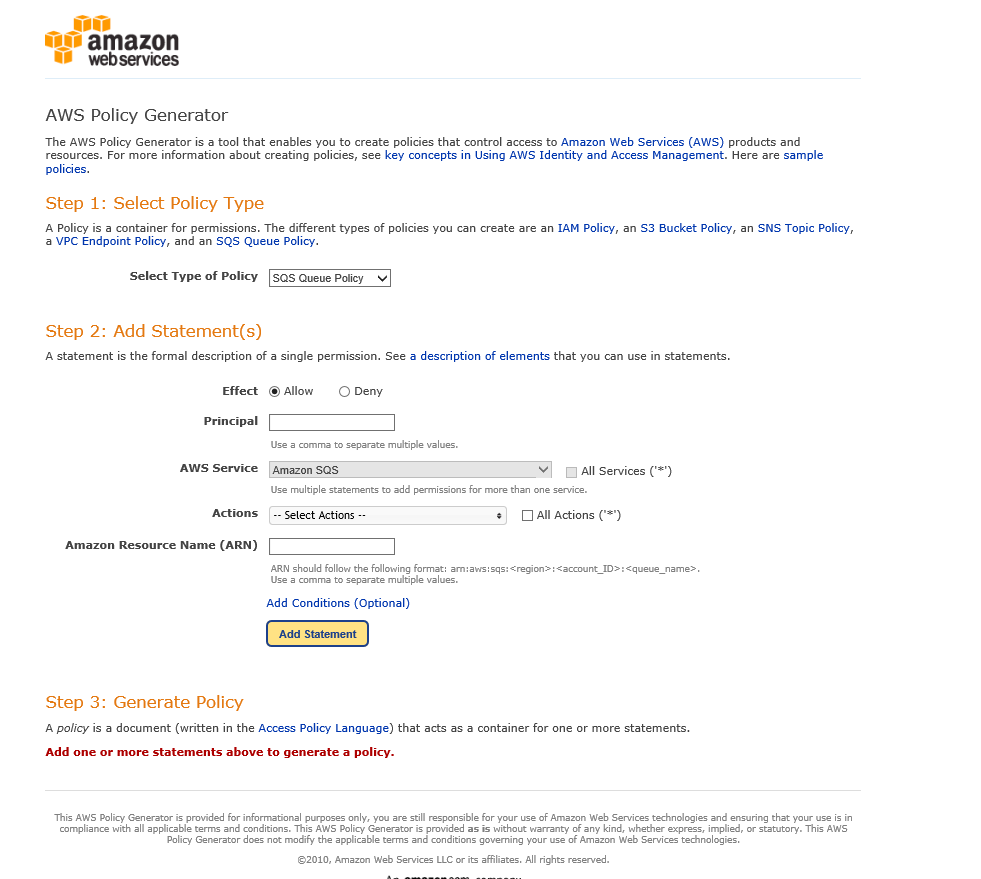 amazon
webservices
AWS Policy Generator
The AWS Policy Generator is a tool that enables you to create policies that control access to Amazon Web Services (AWS) products and
resources. For more information about creating policies, see key concepts in Using AWS Identity and Access Management. Here are sample
policies.
Step 1: Select Policy Type
A Policy is a container for permissions. The different types of policies you can create are an IAM Policy, an S3 Bucket Policy, an SNS Topic Policy,
a VPC Endpoint Policy, and an SQS Queue Policy.
Select Type of Policy SQS Queue Policy
Step 2: Add Statement(s)
A statement is the formal description of a single permission. See a description of elements that you can use in statements.
Effect Allow Deny
Principal
Use a comma to separate multiple values.
AWS Service Amazon SQS All Services ('*')
Use multiple statements to add permissions for more than one service.
Actions -- Select Actions -- All Actions ('*')
Amazon Resource Name (ARN)
ARN should follow the following format: arn:aws:sqs:<region>:<account_ID>:<queue_name>.
Use a comma to separate multiple values.
Add Conditions (Optional)
Add Statement
Step 3: Generate Policy
A policy is a document (written in the Access Policy Language) that acts as a container for one or more statements.
Add one or more statements above to generate a policy.
This AWS Policy Generator is provided for informational purposes only, you are still responsible for your use of Amazon Web Services technologies and ensuring that your use is in
compliance with all applicable terms and conditions. This AWS Policy Generator is provided as is without warranty of any kind, whether express, implied, or statutory. This AWS
Policy Generator does not modify the applicable terms and conditions governing your use of Amazon Web Services technologies.
©2010, Amazon Web Services LLC or its affiliates. All rights reserved.
An amazon.com. company